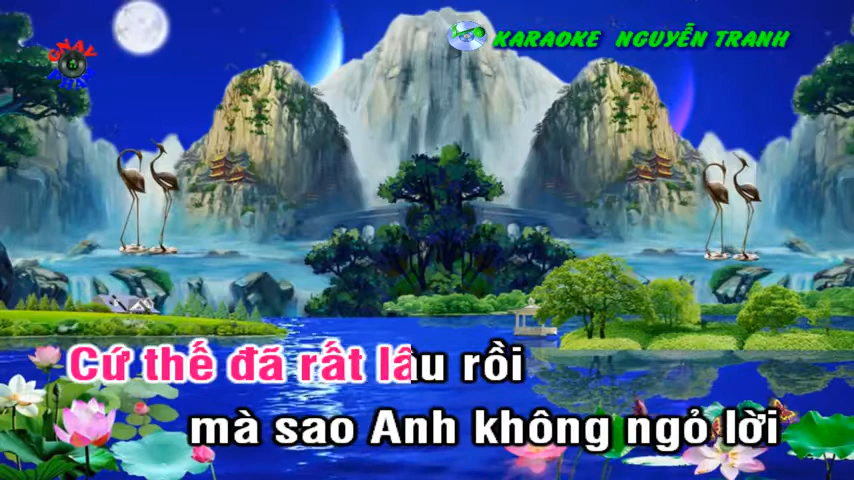 KARAOKE NGUYỄN TRANH
Cứ thế đã rất lâu rồi
mà sao Anh không ngỏ lời